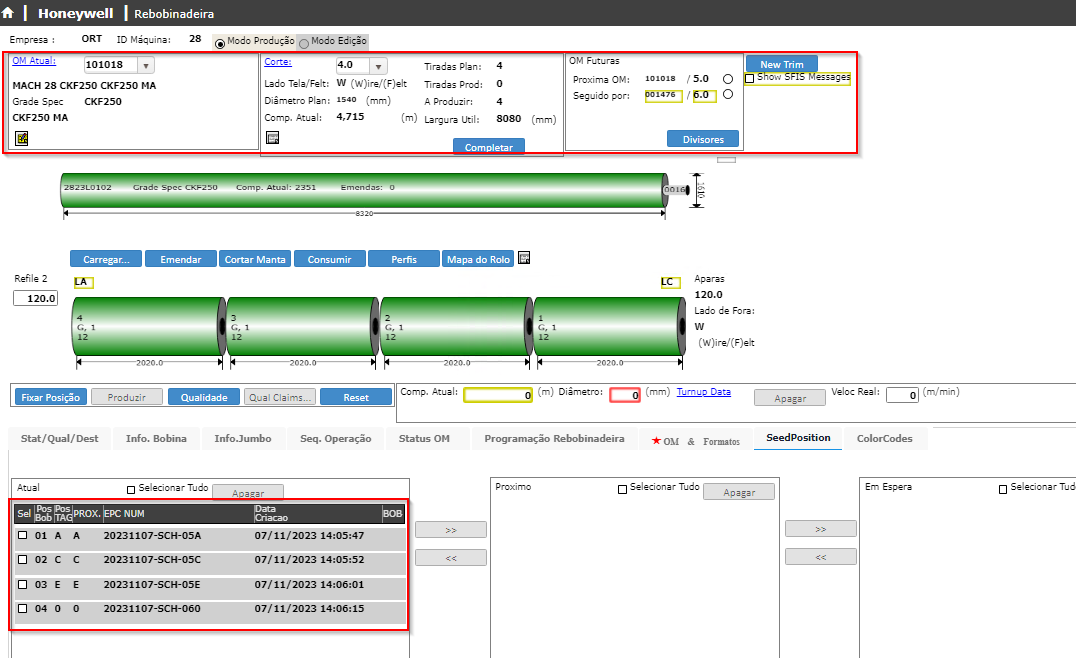 Honeywell | Rebobinadeira
Empresa : ORT ID Máquina: 28 Modo Produção Modo Edição
OM Atual: 101018
MACH 28 CKF250 CKF250 MA
Grade Spec CKF250
CKF250 MA
Corte: 4.0 Tiradas Plan: 4
Lado Tela/Felt: W (W)ire/(F)elt Tiradas Prod: 0
Diâmetro Plan: 1540 (mm) A Produzir: 4
Comp. Atual: 4,715 (m) Largura Util: 8080 (mm)
Completar
OM Futuras
Proxima OM: 101018 / 5.0
Seguido por: 001476 / 6.0
Divisores
New Trim
Show SFIS Messages
2823L0102 Grade Spec CKF250 Comp. Atual: 2351 Emendas: 0 0016 1610
8320
Carregar... Emendar Cortar Manta Consumir Perfis Mapa do Rolo
Refile 2
120.0
LA LC
Aparas
120.0
Lado de Fora:
W
(W)ire/(F)elt
4 3 2 1
G, 1 G, 1 G, 1 G, 1
12 12 12 12
2020.0 2020.0 2020.0 2020.0
Fixar Posição Produzir Qualidade Qual Claims... Reset
Comp. Atual: 0 (m) Diâmetro: 0 (mm) Turnup Data Apagar Veloc Real: 0 (m/min)
Stat/Qual/Dest Info. Bobina Info.Jumbo Seq. Operação Status OM Programação Rebobinadeira ★ OM & Formatos SeedPosition ColorCodes
Atual Selecionar Tudo Apagar
Sel Pos Bob Pos TAG PROX. EPC NUM Data Criacao BOB
01 A A 20231107-SCH-05A 07/11/2023 14:05:47
02 C C 20231107-SCH-05C 07/11/2023 14:05:52
03 E E 20231107-SCH-05E 07/11/2023 14:06:01
04 0 0 20231107-SCH-060 07/11/2023 14:06:15
>>
<<
Proximo Selecionar Tudo Apagar
>>
<<
Em Espera Selecionar Tud